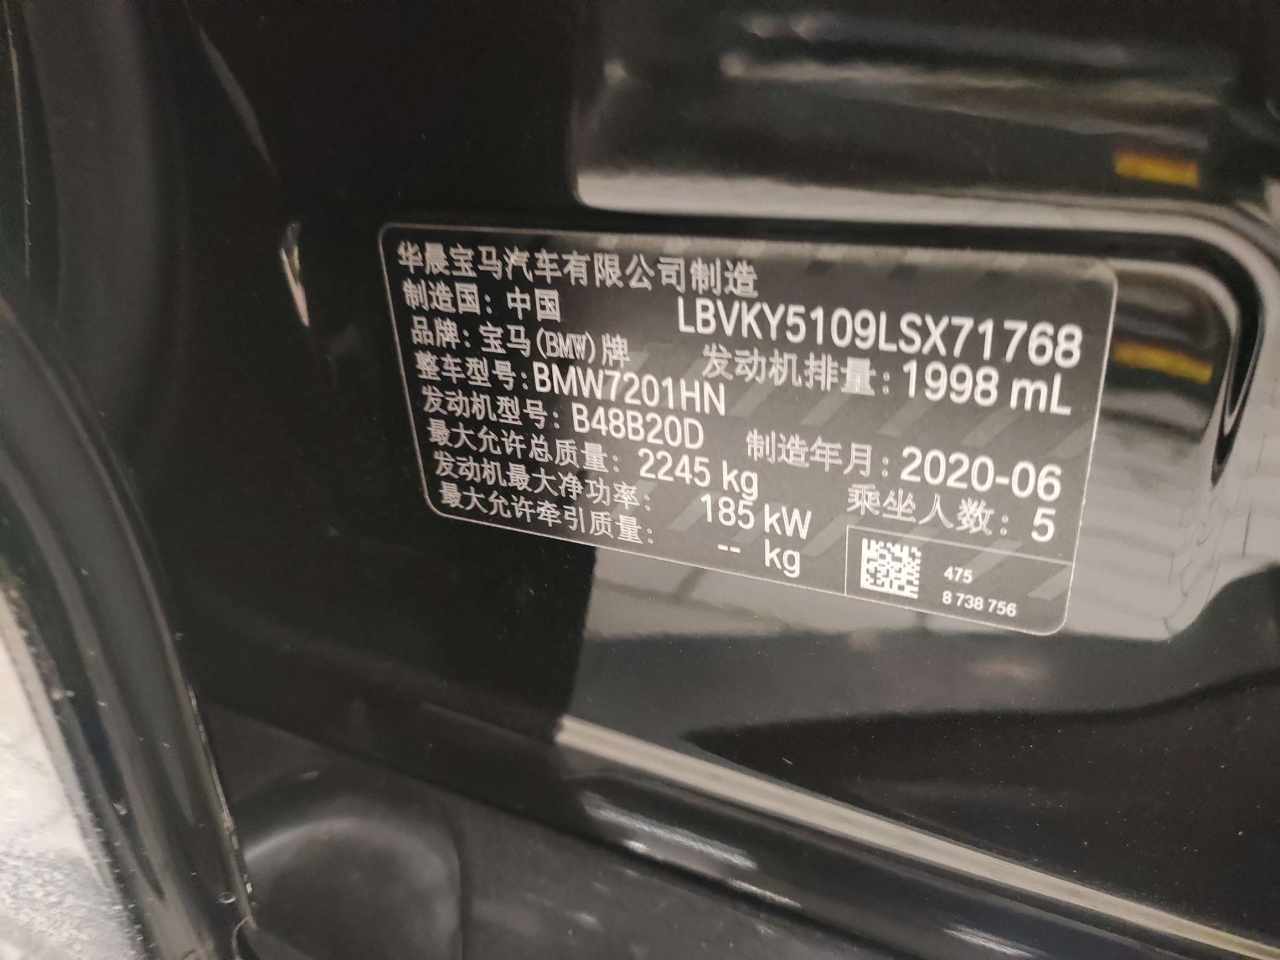 华晨宝马汽车有限公司制造
制造国：中国
LBVKY5109LSX71768
品牌：宝马(BMW)牌
发动机排量：1998 mL
整车型号：BMW7201HN
发动机型号：B48B20D
制造年月：2020-06
最大允许总质量：2245 kg
乘坐人数：5
发动机最大净功率：185 kW
最大允许牵引质量：-- kg
475
8 738 756